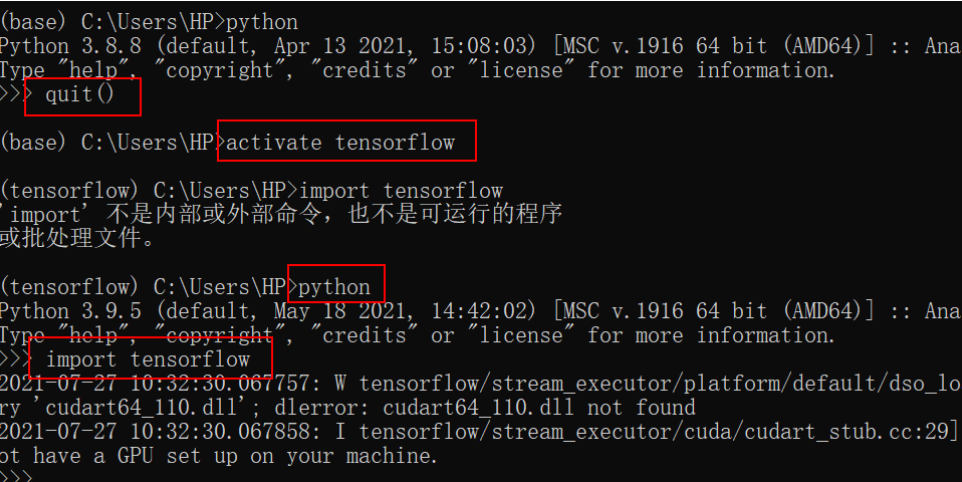 (base) C:\Users\HP>python
Python 3.8.8 (default, Apr 13 2021, 15:08:03) [MSC v.1916 64 bit (AMD64)] :: Ana
Type "help", "copyright", "credits" or "license" for more information.
>>> quit()
(base) C:\Users\HP>activate tensorflow
(tensorflow) C:\Users\HP>import tensorflow
'import' 不是内部或外部命令，也不是可运行的程序
或批处理文件。
(tensorflow) C:\Users\HP>python
Python 3.9.5 (default, May 18 2021, 14:42:02) [MSC v.1916 64 bit (AMD64)] :: Ana
Type "help", "copyright", "credits" or "license" for more information.
>>> import tensorflow
2021-07-27 10:32:30.067757: W tensorflow/stream_executor/platform/default/dso_lo
ry 'cudart64_110.dll'; dlerror: cudart64_110.dll not found
2021-07-27 10:32:30.067858: I tensorflow/stream_executor/cuda/cudart_stub.cc:29]
ot have a GPU set up on your machine.
>>>